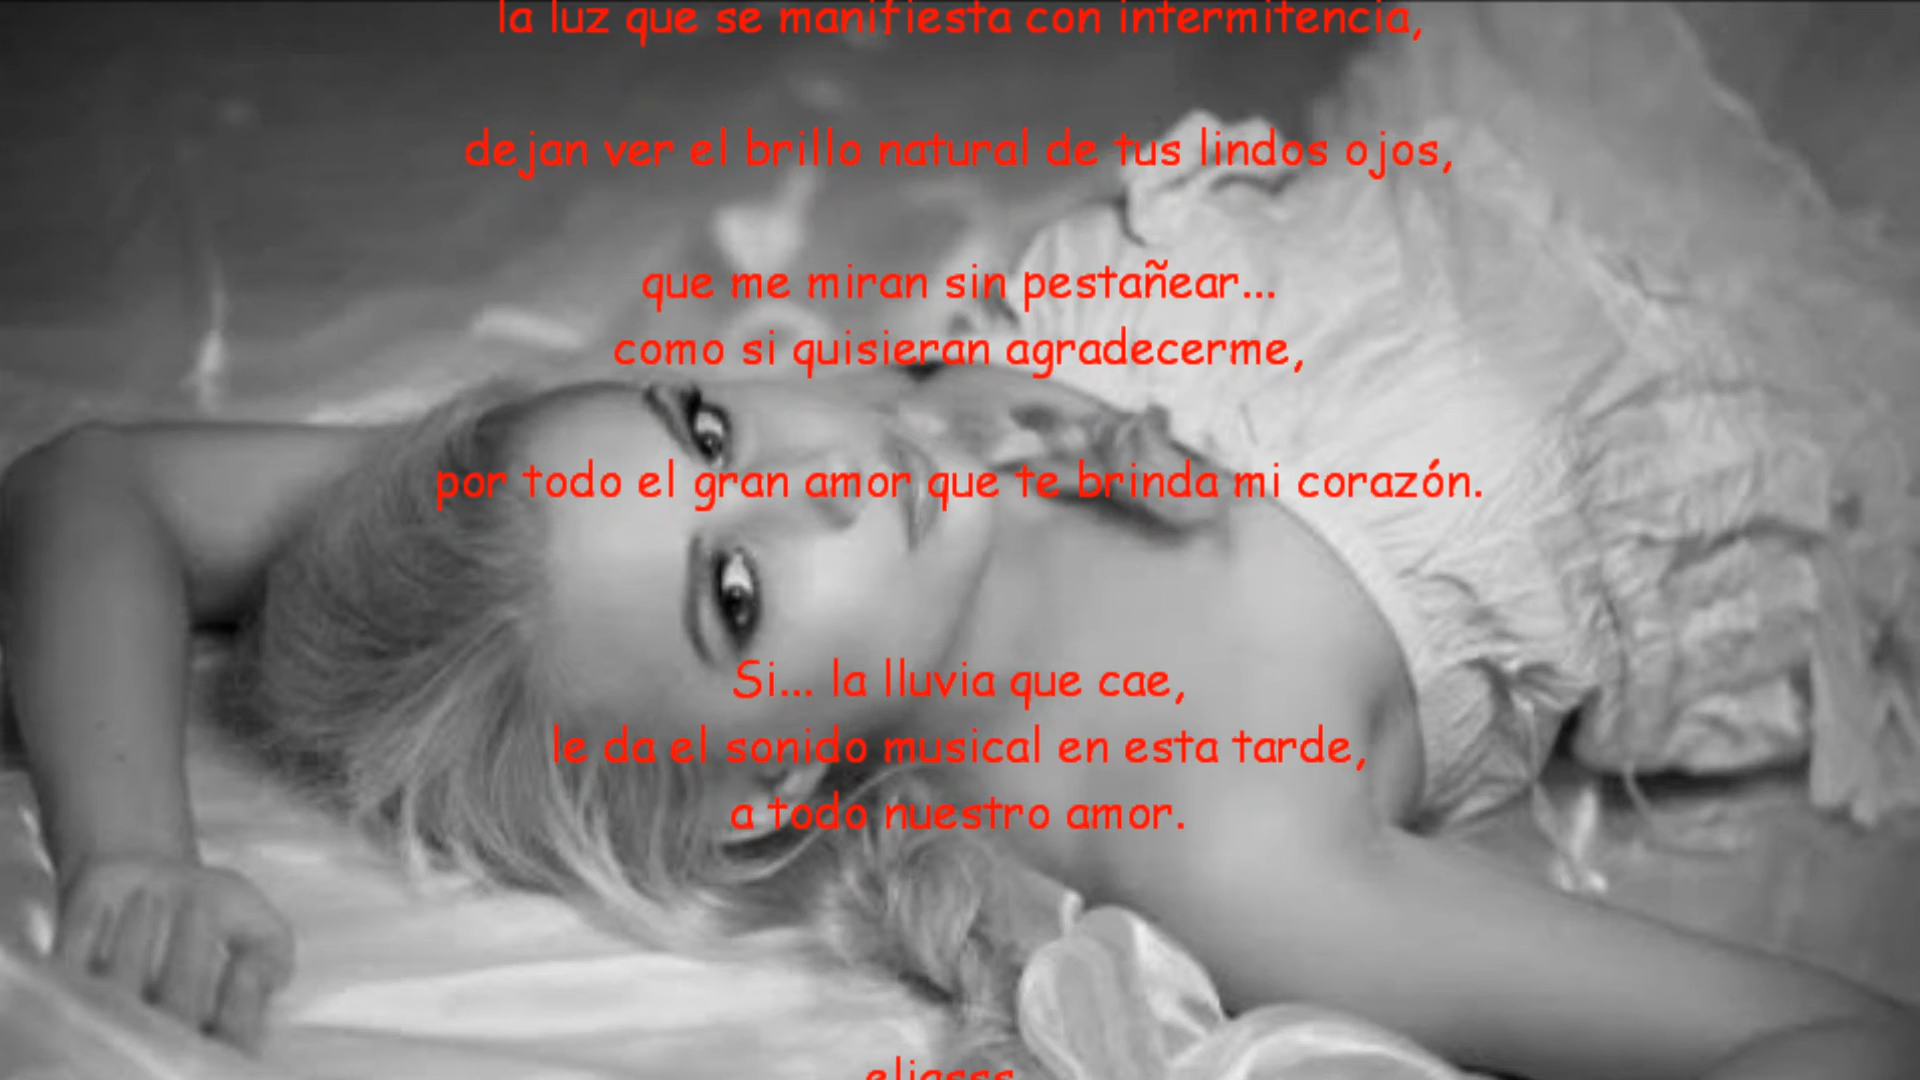 la luz que se manifiesta con intermitencia,
dejan ver el brillo natural de tus lindos ojos,
que me miran sin pestañear...
como si quisieran agradecerme,
por todo el gran amor que te brinda mi corazón.
Si... la lluvia que cae,
le da el sonido musical en esta tarde,
a todo nuestro amor.
eliasss